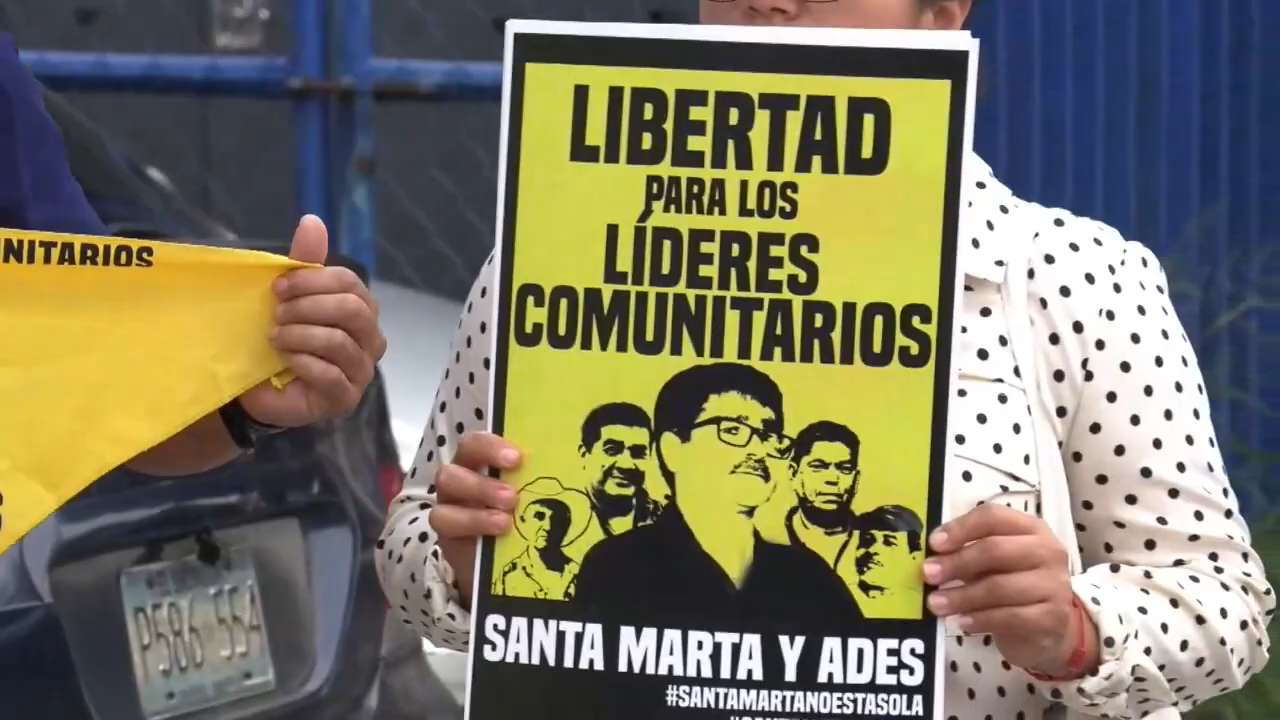 NITARIOS
LIBERTAD
PARA LOS
LÍDERES
COMUNITARIOS
SANTA MARTA Y ADES
#SANTAMARTANOESTASOLA
P586 554